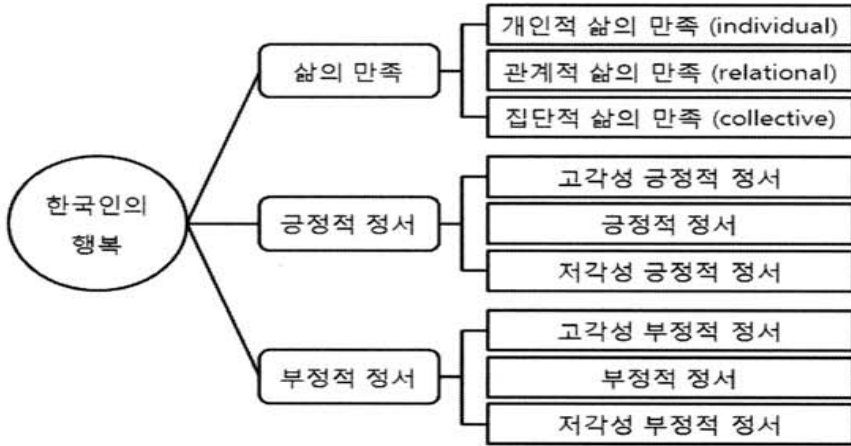 한국인의
행복
삶의 만족
개인적 삶의 만족 (individual)
관계적 삶의 만족 (relational)
집단적 삶의 만족 (collective)
긍정적 정서
고각성 긍정적 정서
긍정적 정서
저각성 긍정적 정서
부정적 정서
고각성 부정적 정서
부정적 정서
저각성 부정적 정서